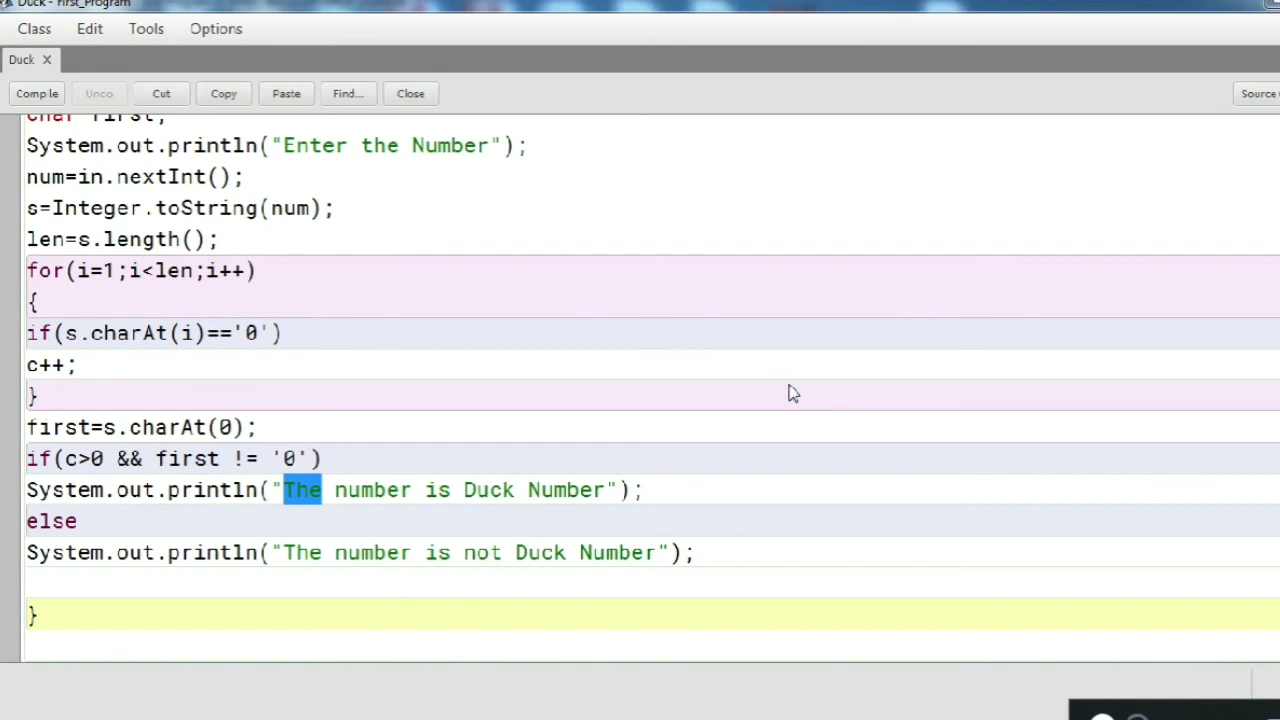 Duck - First_Program
Class Edit Tools Options
Duck X
Compile Undo Cut Copy Paste Find... Close Source
char first;
System.out.println("Enter the Number");
num=in.nextInt();
s=Integer.toString(num);
len=s.length();
for(i=1;i<len;i++)
{
if(s.charAt(i)=='0')
c++;
}
first=s.charAt(0);
if(c>0 && first != '0')
System.out.println("The number is Duck Number");
else
System.out.println("The number is not Duck Number");
}